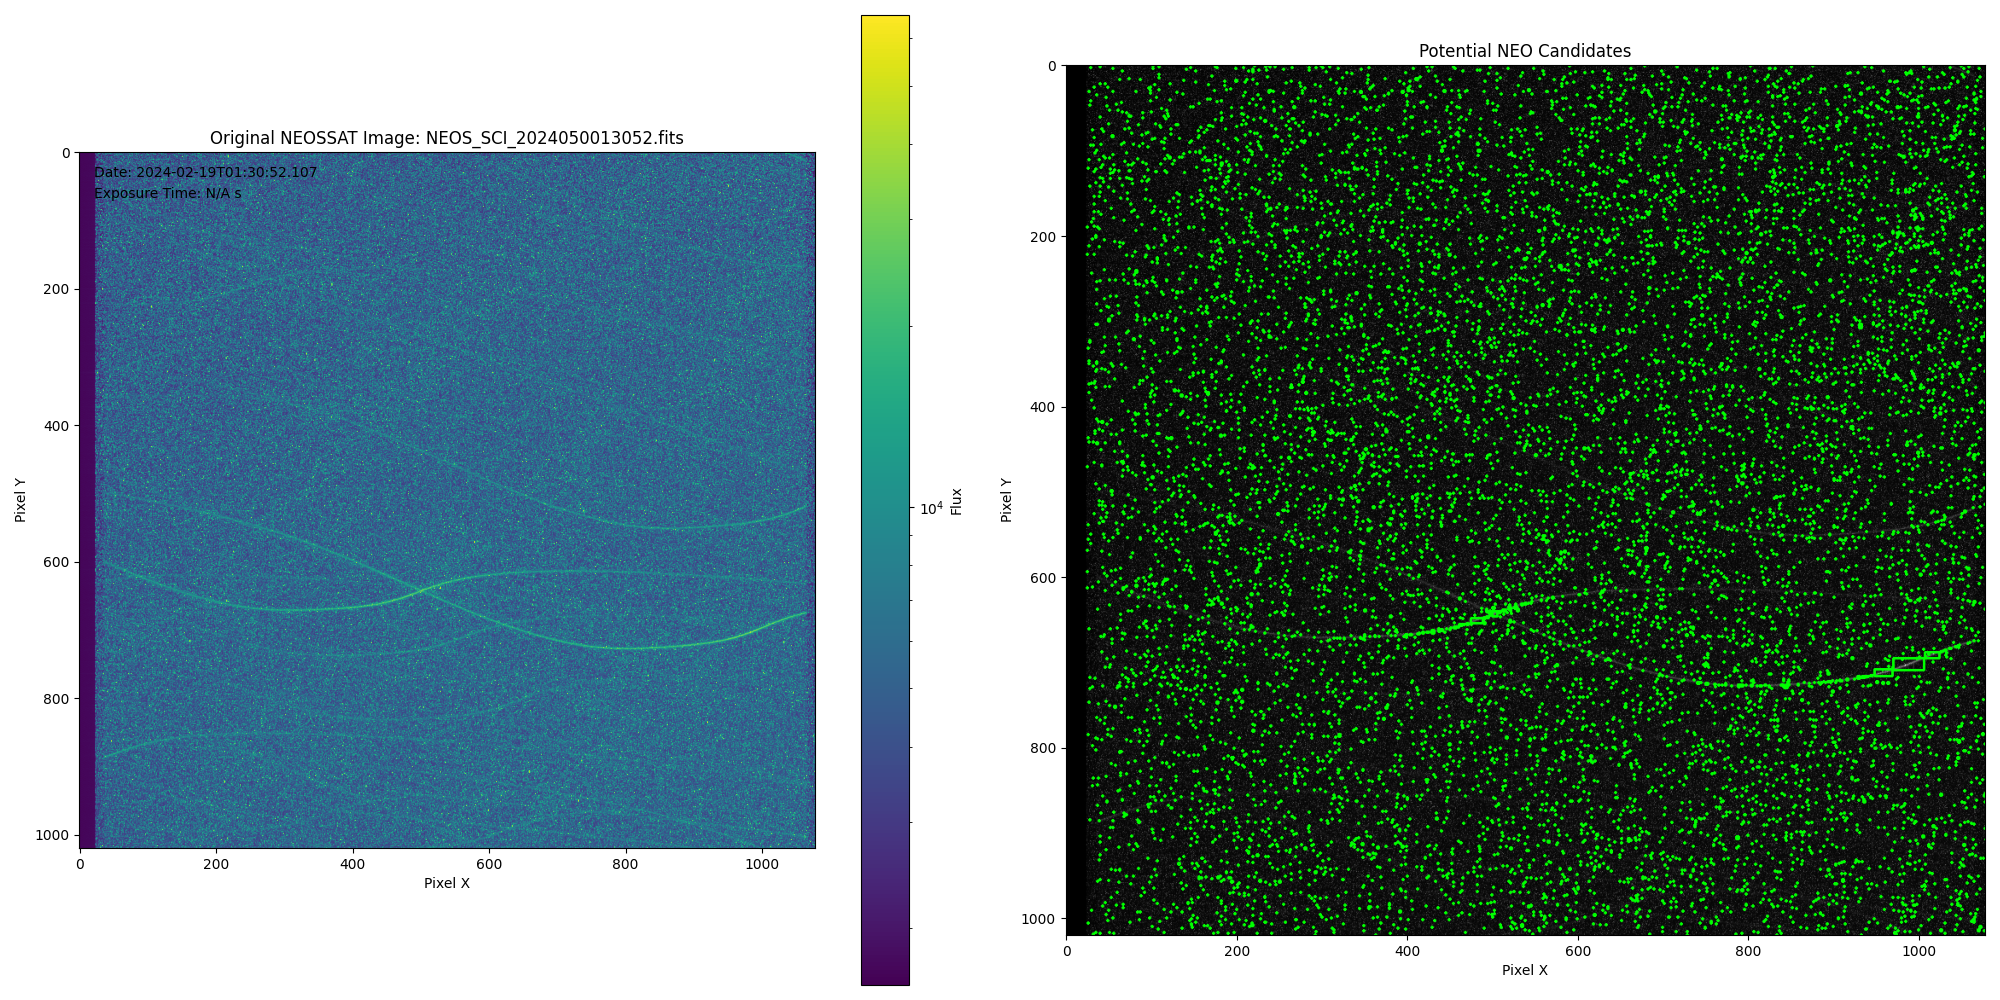 Original NEOSSAT Image: NEOS_SCI_2024050013052.fits
Date: 2024-02-19T01:30:52.107
Exposure Time: N/A s
0
200
400
600
800
1000
Pixel Y
0
200
400
600
800
1000
Pixel X
10^4
Flux
Potential NEO Candidates
0
200
400
600
800
1000
Pixel Y
0
200
400
600
800
1000
Pixel X